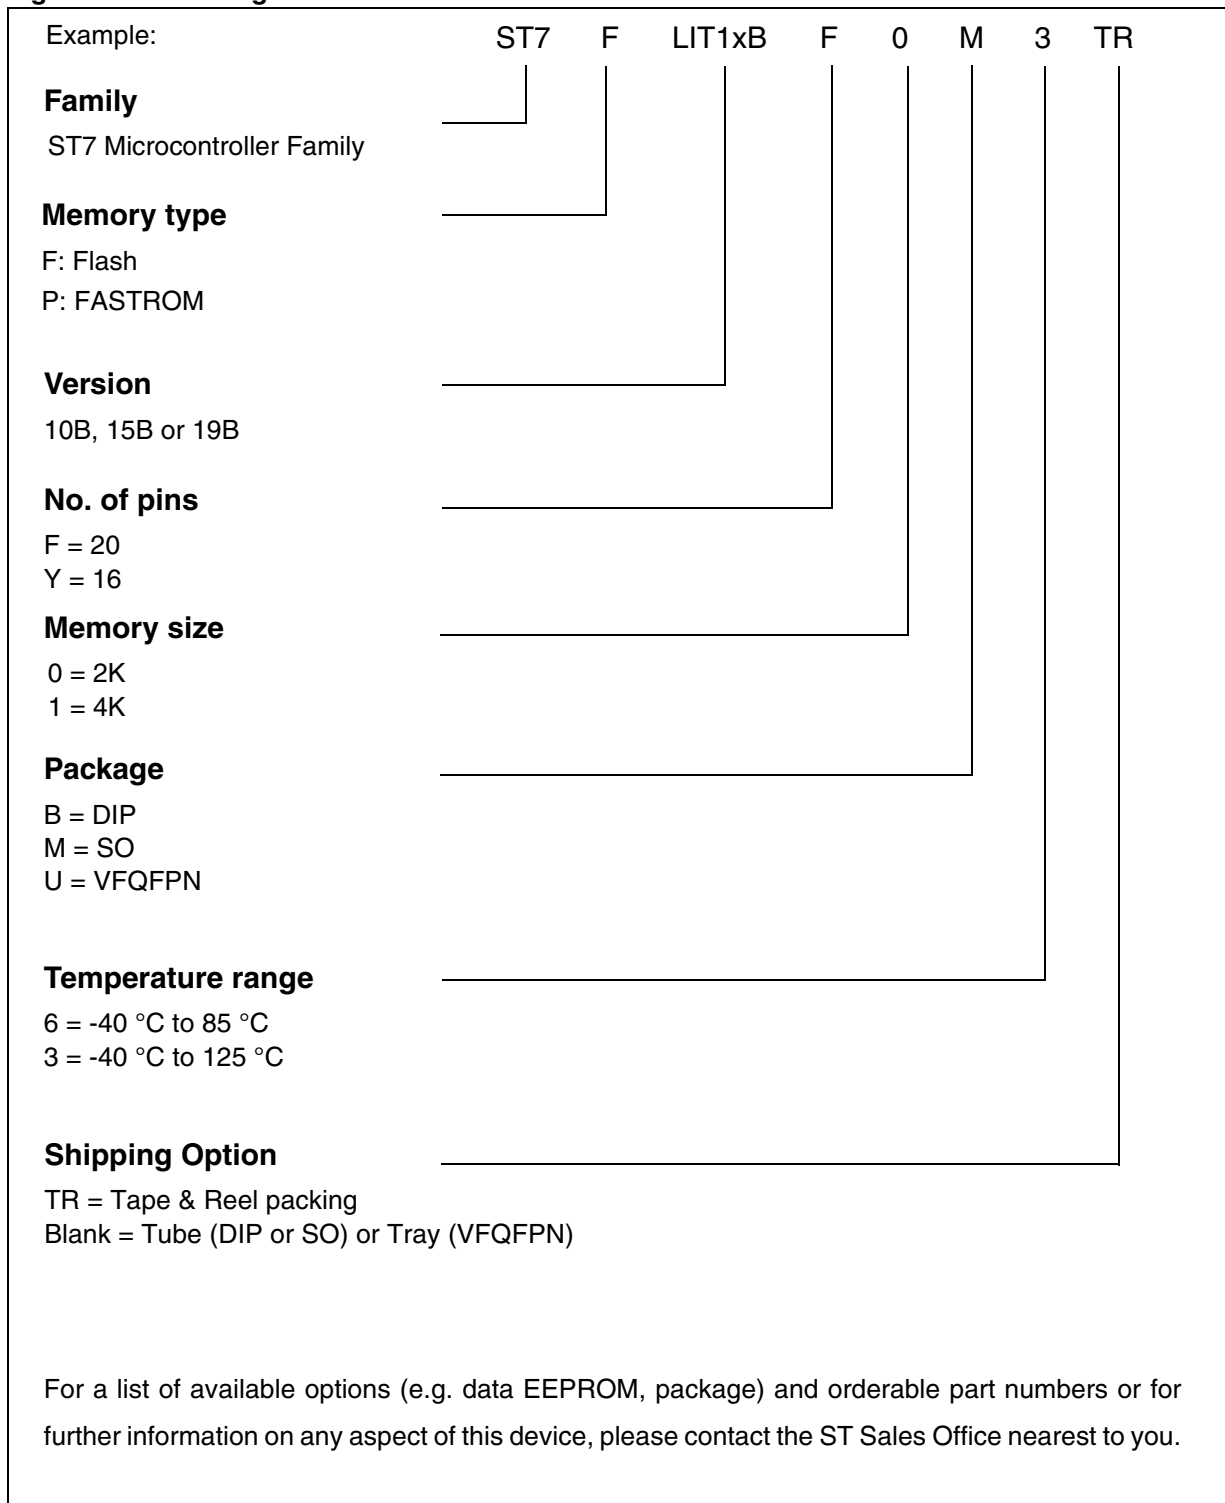 Example: ST7 F LIT1xB F 0 M 3 TR
Family
ST7 Microcontroller Family
Memory type
F: Flash
P: FASTROM
Version
10B, 15B or 19B
No. of pins
F = 20
Y = 16
Memory size
0 = 2K
1 = 4K
Package
B = DIP
M = SO
U = VFQFPN
Temperature range
6 = -40 °C to 85 °C
3 = -40 °C to 125 °C
Shipping Option
TR = Tape & Reel packing
Blank = Tube (DIP or SO) or Tray (VFQFPN)
For a list of available options (e.g. data EEPROM, package) and orderable part numbers or for
further information on any aspect of this device, please contact the ST Sales Office nearest to you.